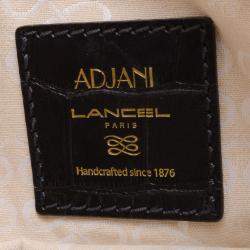 ADJANI
LANCEL
PARIS
Handcrafted since 1876